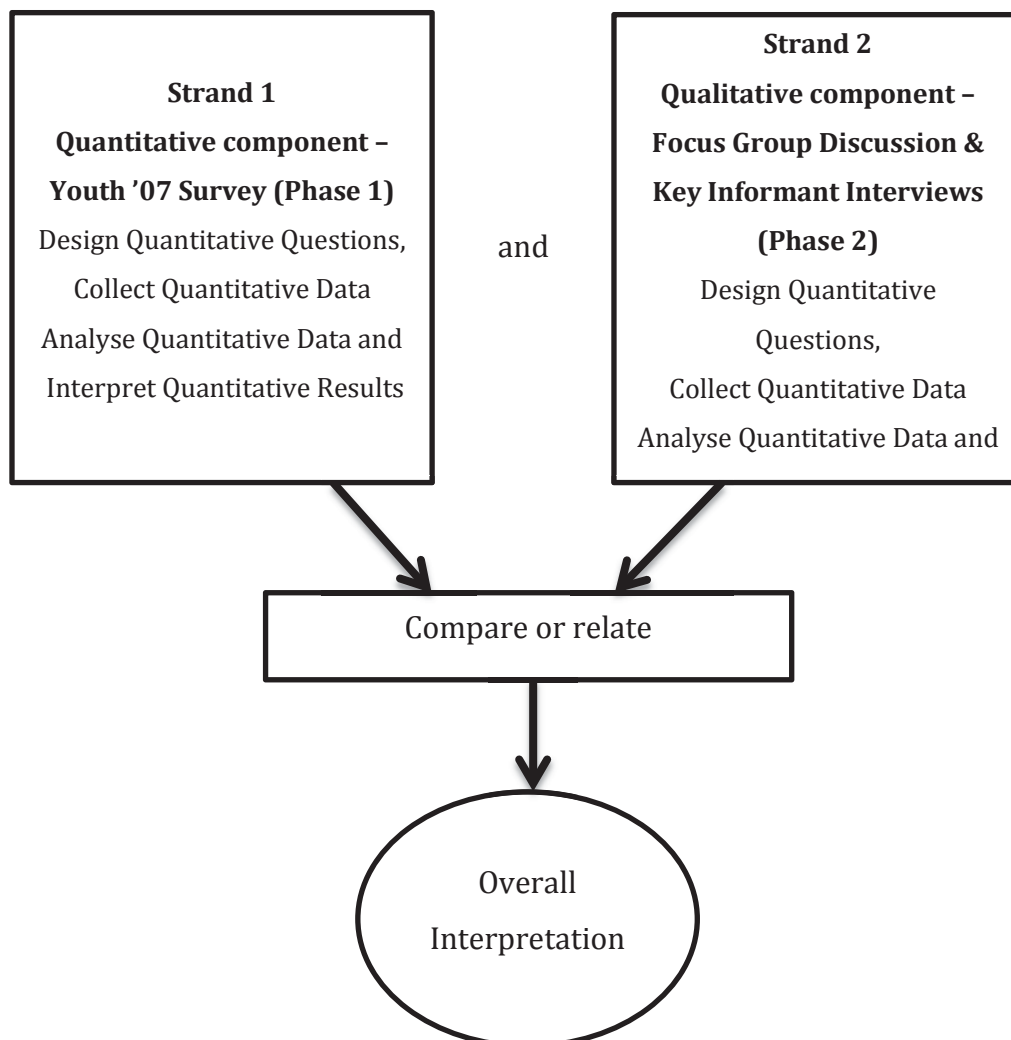 Strand 1
Quantitative component –
Youth ’07 Survey (Phase 1)
Design Quantitative Questions,
Collect Quantitative Data
Analyse Quantitative Data and
Interpret Quantitative Results
and
Strand 2
Qualitative component –
Focus Group Discussion &
Key Informant Interviews
(Phase 2)
Design Quantitative
Questions,
Collect Quantitative Data
Analyse Quantitative Data and
Compare or relate
Overall
Interpretation